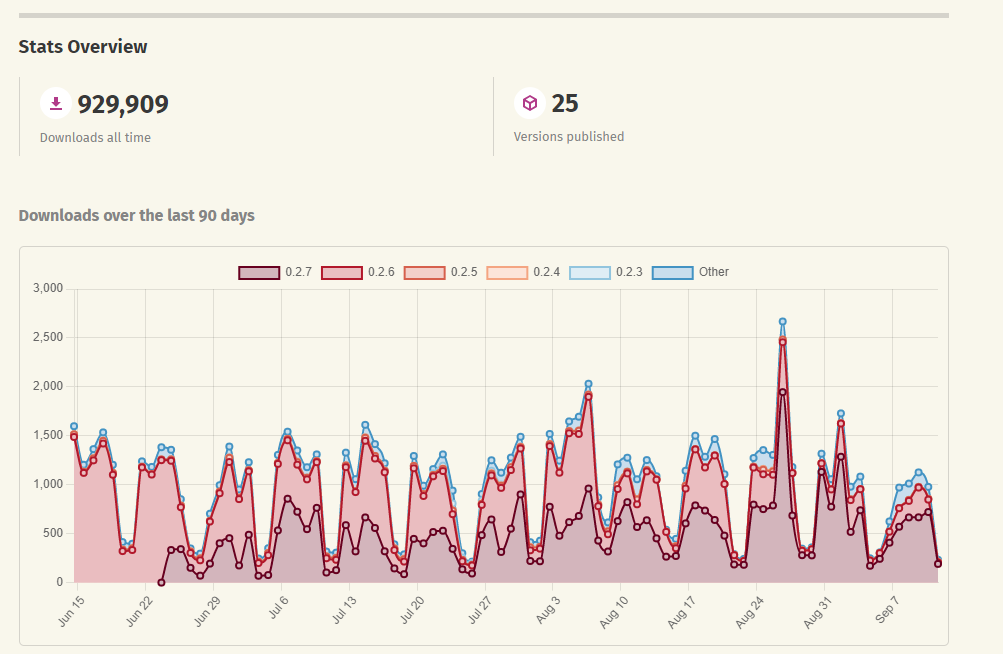 Stats Overview
929,909
Downloads all time
25
Versions published
Downloads over the last 90 days
0.2.7 0.2.6 0.2.5 0.2.4 0.2.3 Other
3,000
2,500
2,000
1,500
1,000
500
0
Jun 15 Jun 22 Jun 29 Jul 6 Jul 13 Jul 20 Jul 27 Aug 3 Aug 10 Aug 17 Aug 24 Aug 31 Sep 7